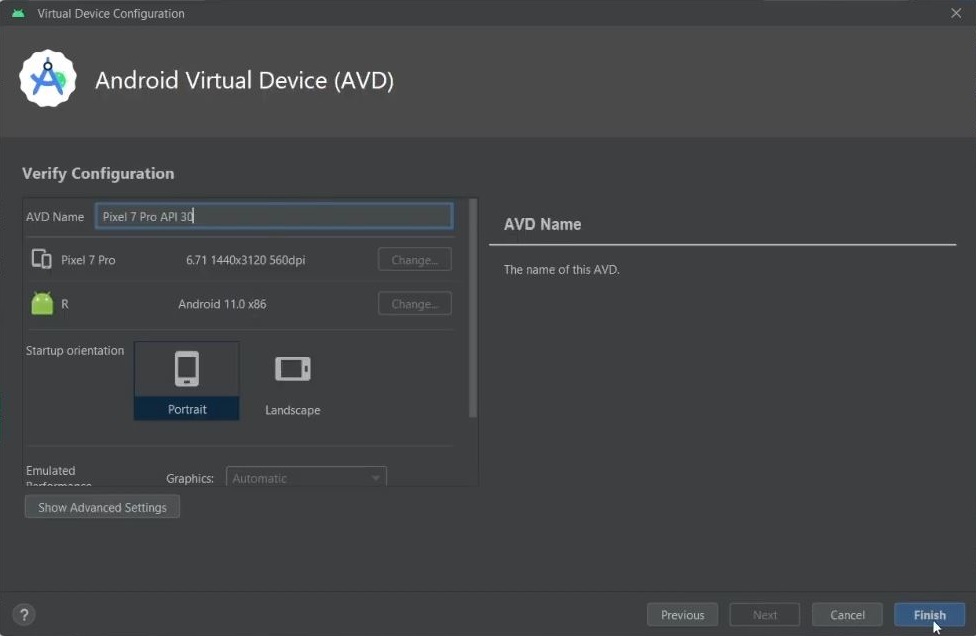 Virtual Device Configuration
Android Virtual Device (AVD)
Verify Configuration
AVD Name Pixel 7 Pro API 30
Pixel 7 Pro 6.71 1440x3120 560dpi Change...
R Android 11.0 x86 Change...
Startup orientation
Portrait Landscape
Emulated
Performance Graphics: Automatic
Show Advanced Settings
AVD Name
The name of this AVD.
? Previous Next Cancel Finish